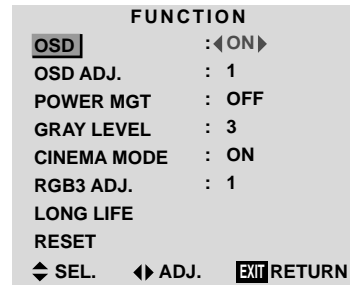 FUNCTION
OSD :◀ON▶
OSD ADJ. : 1
POWER MGT : OFF
GRAY LEVEL : 3
CINEMA MODE : ON
RGB3 ADJ. : 1
LONG LIFE
RESET
SEL. ADJ. EXIT RETURN